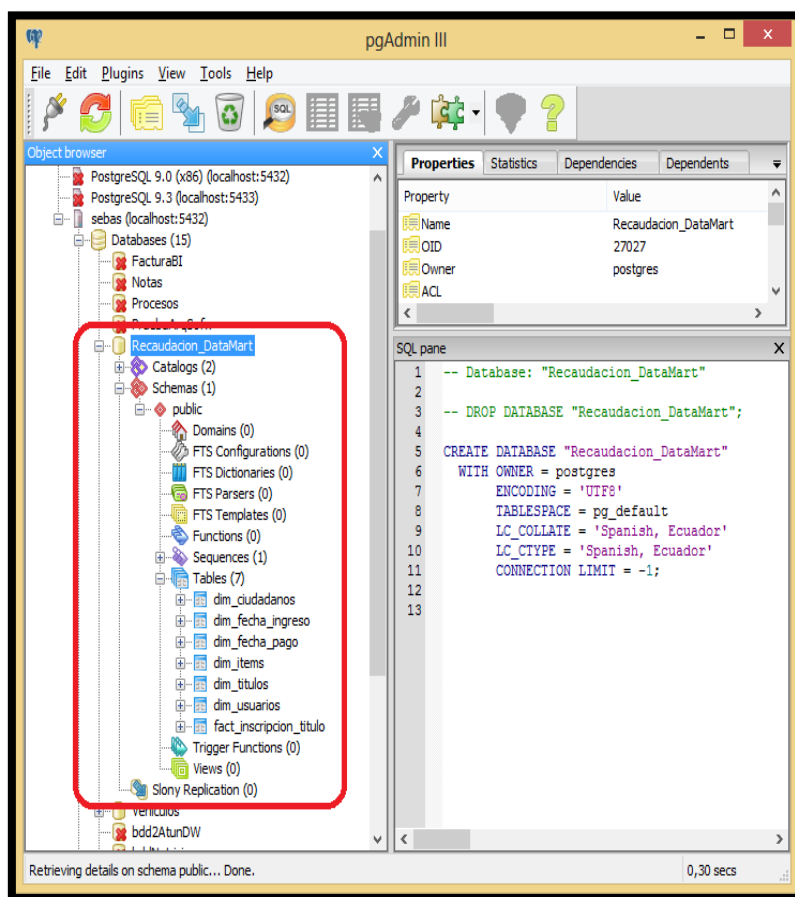 pgAdmin III
File Edit Plugins View Tools Help
SQL
Object browser
PostgreSQL 9.0 (x86) (localhost:5432)
PostgreSQL 9.3 (localhost:5433)
sebas (localhost:5432)
Databases (15)
FacturaBI
Notas
Procesos
Recaudacion_DataMart
Catalogs (2)
Schemas (1)
public
Domains (0)
FTS Configurations (0)
FTS Dictionaries (0)
FTS Parsers (0)
FTS Templates (0)
Functions (0)
Sequences (1)
Tables (7)
dim_ciudadanos
dim_fecha_ingreso
dim_fecha_pago
dim_items
dim_titulos
dim_usuarios
fact_inscripcion_titulo
Trigger Functions (0)
Views (0)
Slony Replication (0)
Vehiculos
bdd2AtunDW
Properties Statistics Dependencies Dependents
Property Value
Name Recaudacion_DataMart
OID 27027
Owner postgres
ACL
SQL pane X
1 -- Database: "Recaudacion_DataMart"
2
3 -- DROP DATABASE "Recaudacion_DataMart";
4
5 CREATE DATABASE "Recaudacion_DataMart"
6 WITH OWNER = postgres
7 ENCODING = 'UTF8'
8 TABLESPACE = pg_default
9 LC_COLLATE = 'Spanish, Ecuador'
10 LC_CTYPE = 'Spanish, Ecuador'
11 CONNECTION LIMIT = -1;
12
13
Retrieving details on schema public... Done. 0,30 secs